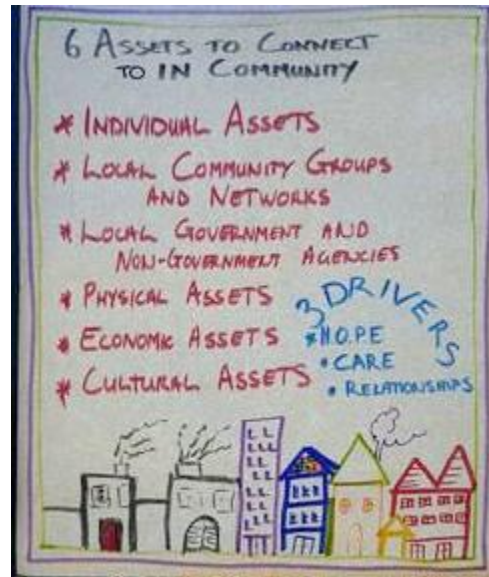 6 ASSETS TO CONNECT
TO IN COMMUNITY
* INDIVIDUAL ASSETS
* LOCAL COMMUNITY GROUPS
AND NETWORKS
* LOCAL GOVERNMENT AND
NON-GOVERNMENT AGENCIES
* PHYSICAL ASSETS
* ECONOMIC ASSETS
* CULTURAL ASSETS
3 DRIVERS
* H.O.P.E
• CARE
• RELATIONSHIPS